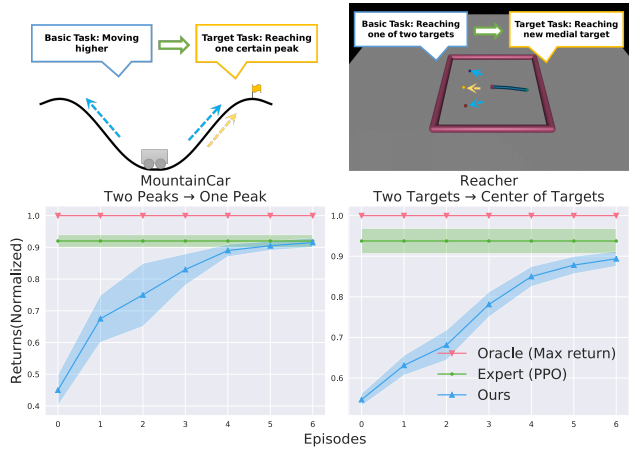 Basic Task: Moving
higher
Target Task: Reaching
one certain peak
Basic Task: Reaching
one of two targets
Target Task: Reaching
new medial target
MountainCar
Two Peaks → One Peak
Reacher
Two Targets → Center of Targets
Returns(Normalized)
1.0
0.9
0.8
0.7
0.6
0.5
0.4
0 1 2 3 4 5 6
1.0
0.9
0.8
0.7
0.6
0 1 2 3 4 5 6
Oracle (Max return)
Expert (PPO)
Ours
Episodes